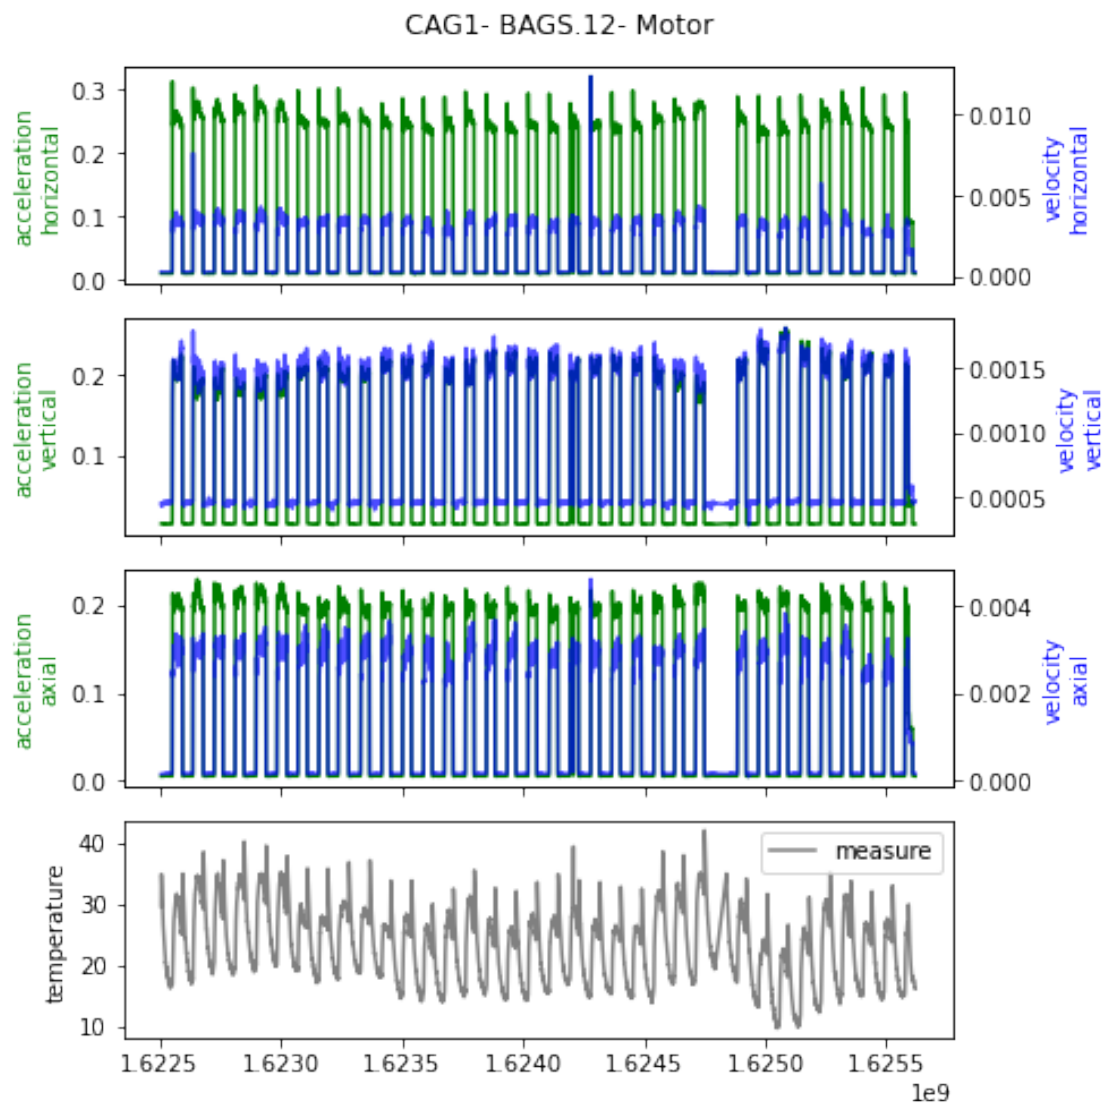 CAG1- BAGS.12- Motor
acceleration
horizontal
0.3
0.2
0.1
0.0
0.010
0.005
0.000
velocity
horizontal
acceleration
vertical
0.2
0.1
0.0015
0.0010
0.0005
velocity
vertical
acceleration
axial
0.2
0.1
0.0
0.004
0.002
0.000
velocity
axial
temperature
40
30
20
10
measure
1.6225 1.6230 1.6235 1.6240 1.6245 1.6250 1.6255
1e9